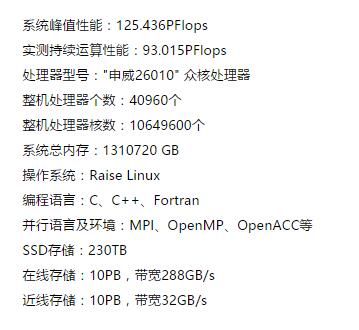 系统峰值性能：125.436PFlops
实测持续运算性能：93.015PFlops
处理器型号："申威26010" 众核处理器
整机处理器个数：40960个
整机处理器核数：10649600个
系统总内存：1310720 GB
操作系统：Raise Linux
编程语言：C、C++、Fortran
并行语言及环境：MPI、OpenMP、OpenACC等
SSD存储：230TB
在线存储：10PB，带宽288GB/s
近线存储：10PB，带宽32GB/s